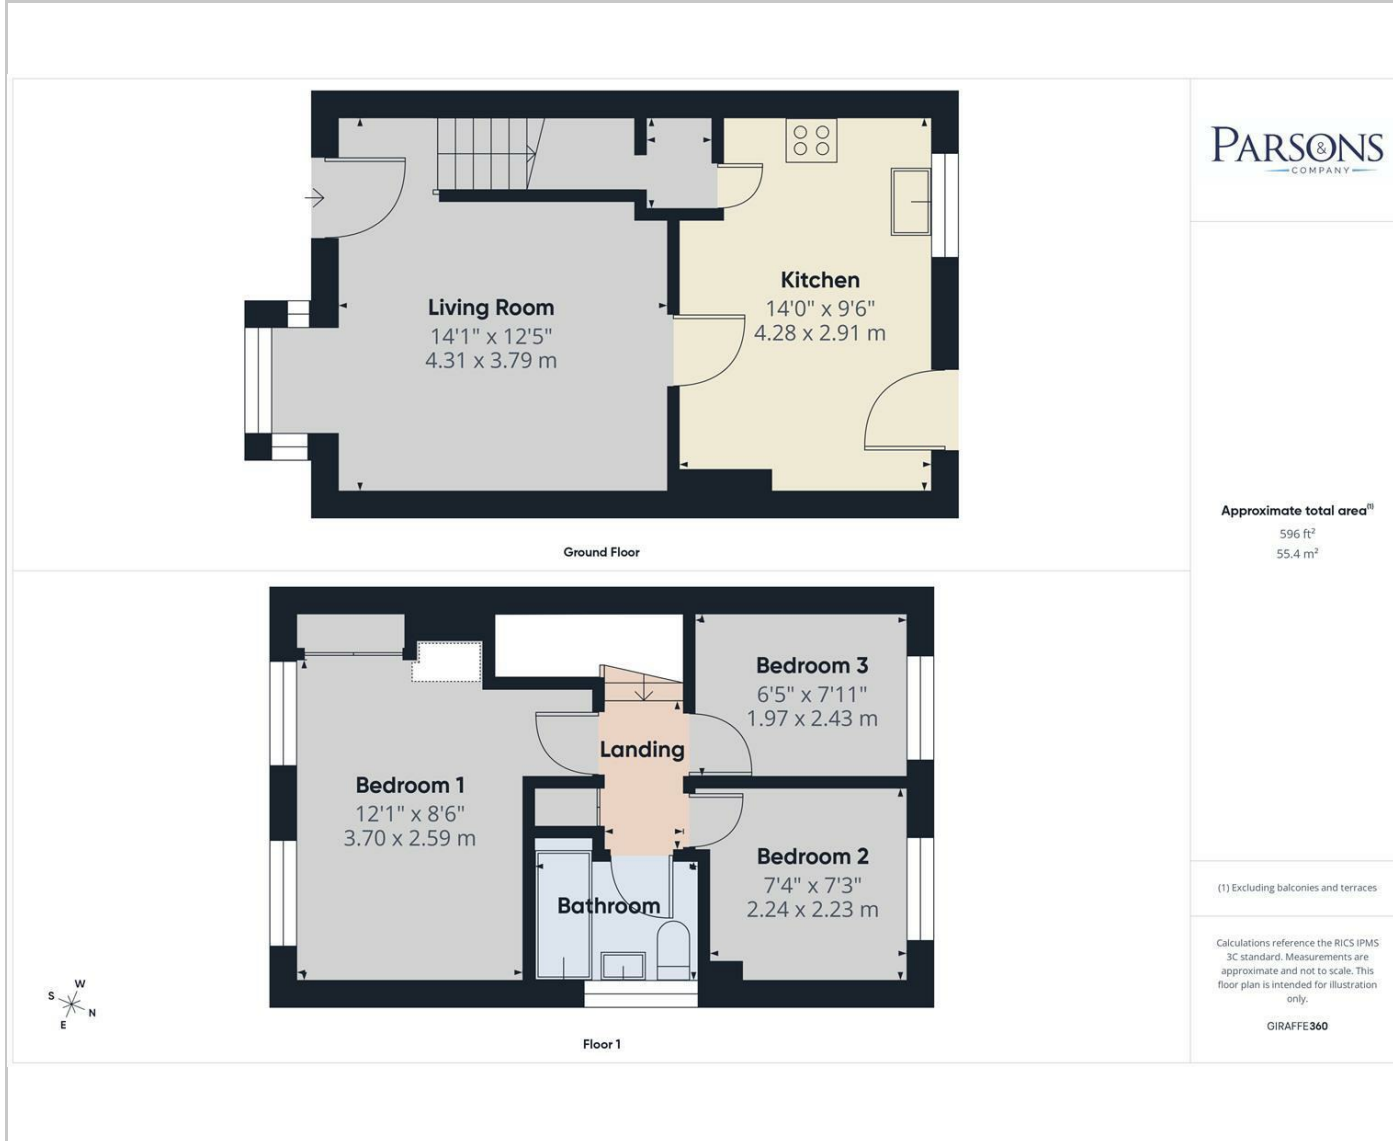 PARSONS
&
COMPANY
Living Room
14'1" x 12'5"
4.31 x 3.79 m
Kitchen
14'0" x 9'6"
4.28 x 2.91 m
Ground Floor
Approximate total area(1)
596 ft²
55.4 m²
Bedroom 3
6'5" x 7'11"
1.97 x 2.43 m
Landing
Bedroom 1
12'1" x 8'6"
3.70 x 2.59 m
Bedroom 2
7'4" x 7'3"
2.24 x 2.23 m
Bathroom
W
S
N
E
Floor 1
(1) Excluding balconies and terraces
Calculations reference the RICS IPMS
3C standard. Measurements are
approximate and not to scale. This
floor plan is intended for illustration
only.
GIRAFFE360